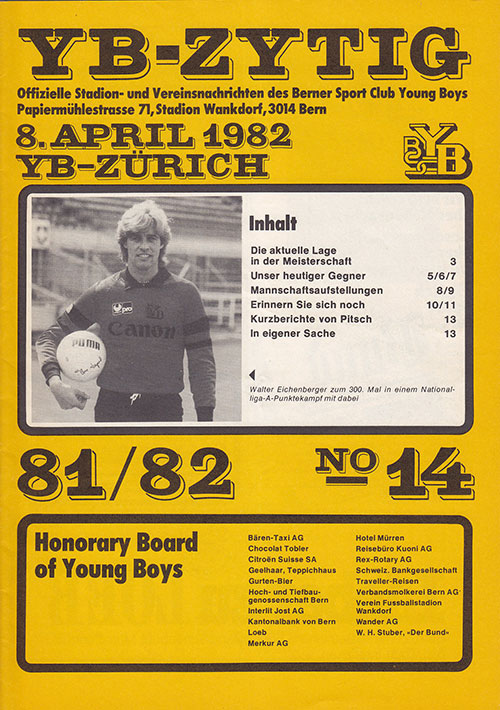 YB-ZYTIG
Offizielle Stadion- und Vereinsnachrichten des Berner Sport Club Young Boys
Papiermühlestrasse 71, Stadion Wankdorf, 3014 Bern
8. APRIL 1982
YB-ZÜRICH
BSC YB
Inhalt
Die aktuelle Lage
in der Meisterschaft 3
Unser heutiger Gegner 5/6/7
Mannschaftsaufstellungen 8/9
Erinnern Sie sich noch 10/11
Kurzberichte von Pitsch 13
In eigener Sache 13
Walter Eichenberger zum 300. Mal in einem National-
liga-A-Punktekampf mit dabei
pro
Canon
PUMA
81/82
NO 14
Honorary Board
of Young Boys
Bären-Taxi AG
Chocolat Tobler
Citroën Suisse SA
Geelhaar, Teppichhaus
Gurten-Bier
Hoch- und Tiefbau-
genossenschaft Bern
Interlit Jost AG
Kantonalbank von Bern
Loeb
Merkur AG
Hotel Mürren
Reisebüro Kuoni AG
Rex-Rotary AG
Schweiz. Bankgesellschaft
Traveller-Reisen
Verbandsmolkerei Bern AG
Verein Fussballstadion
Wankdorf
Wander AG
W. H. Stuber, «Der Bund»